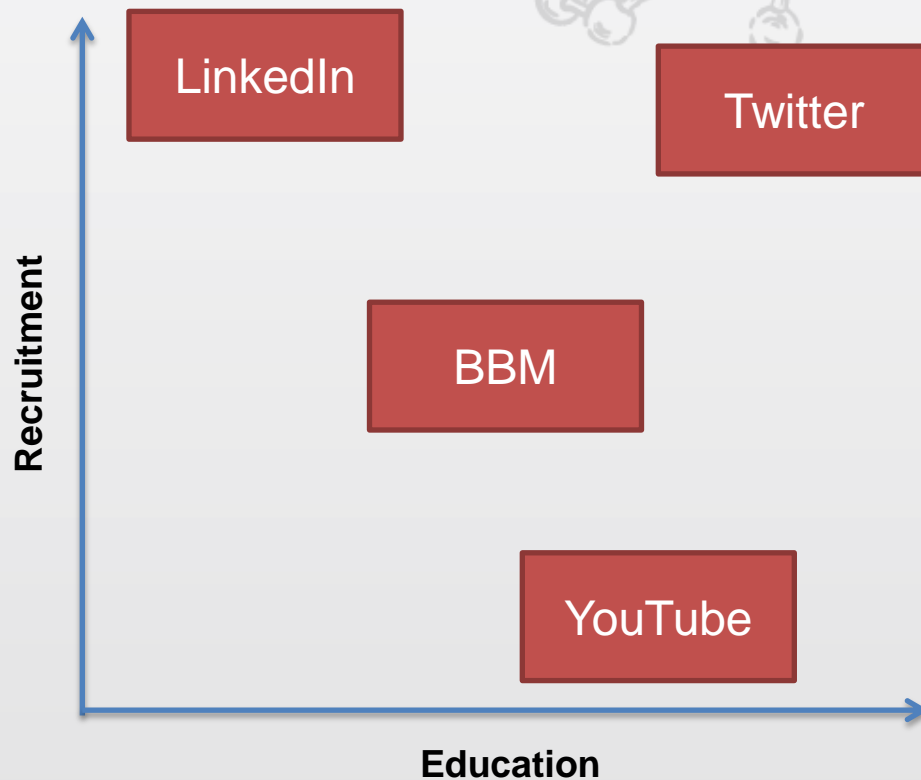 LinkedIn
Twitter
Recruitment
BBM
YouTube
Education